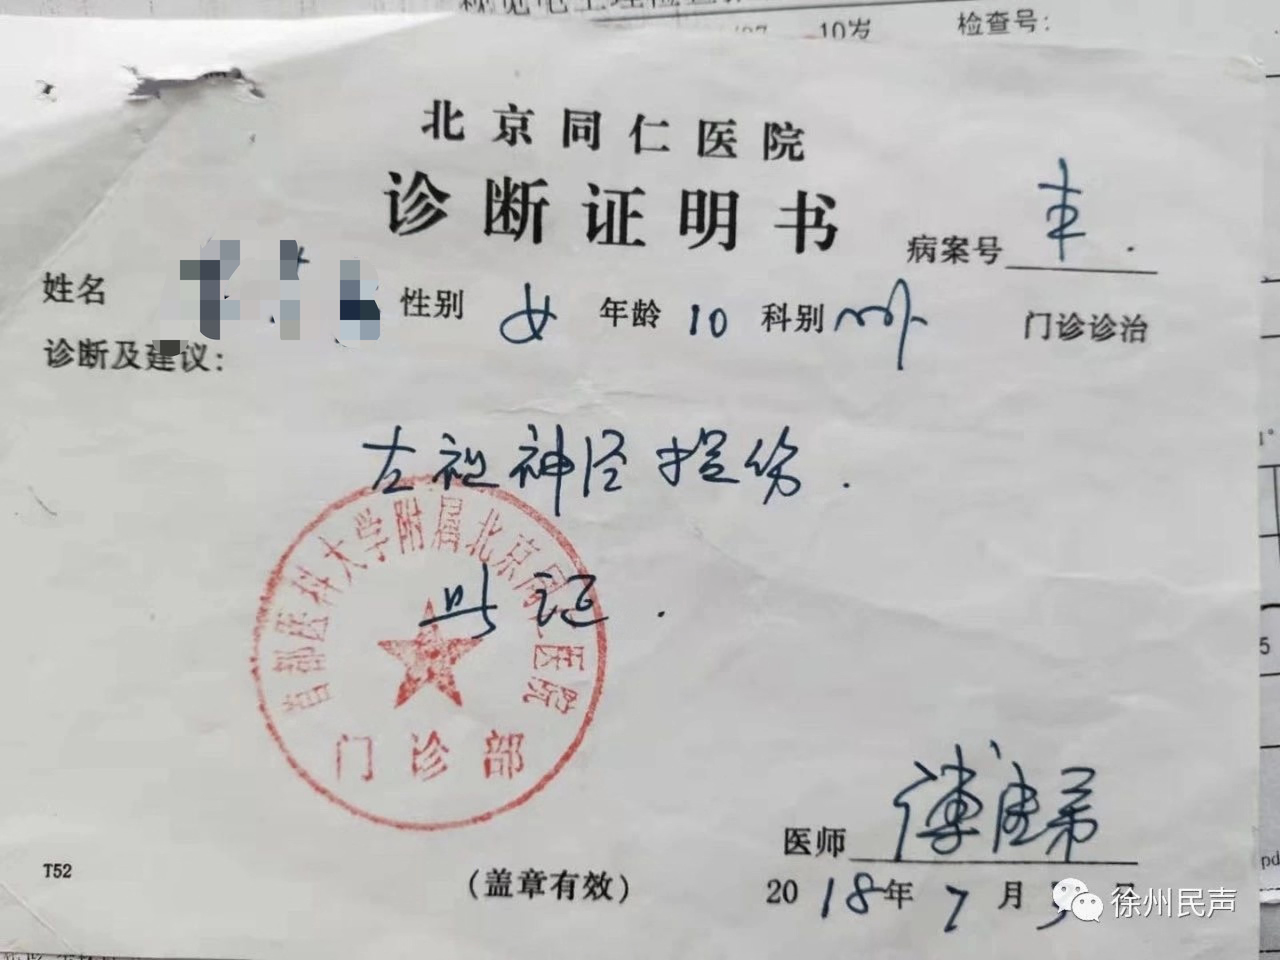 10岁 检查号:
北京同仁医院
诊断证明书
病案号
姓名 性别 女 年龄 10 科别 门诊诊治
诊断及建议:
左视神经挫伤.
此证.
首都医科大学附属北京同仁医院
门诊部
医师
T52
(盖章有效)
2018年7月
徐州民声